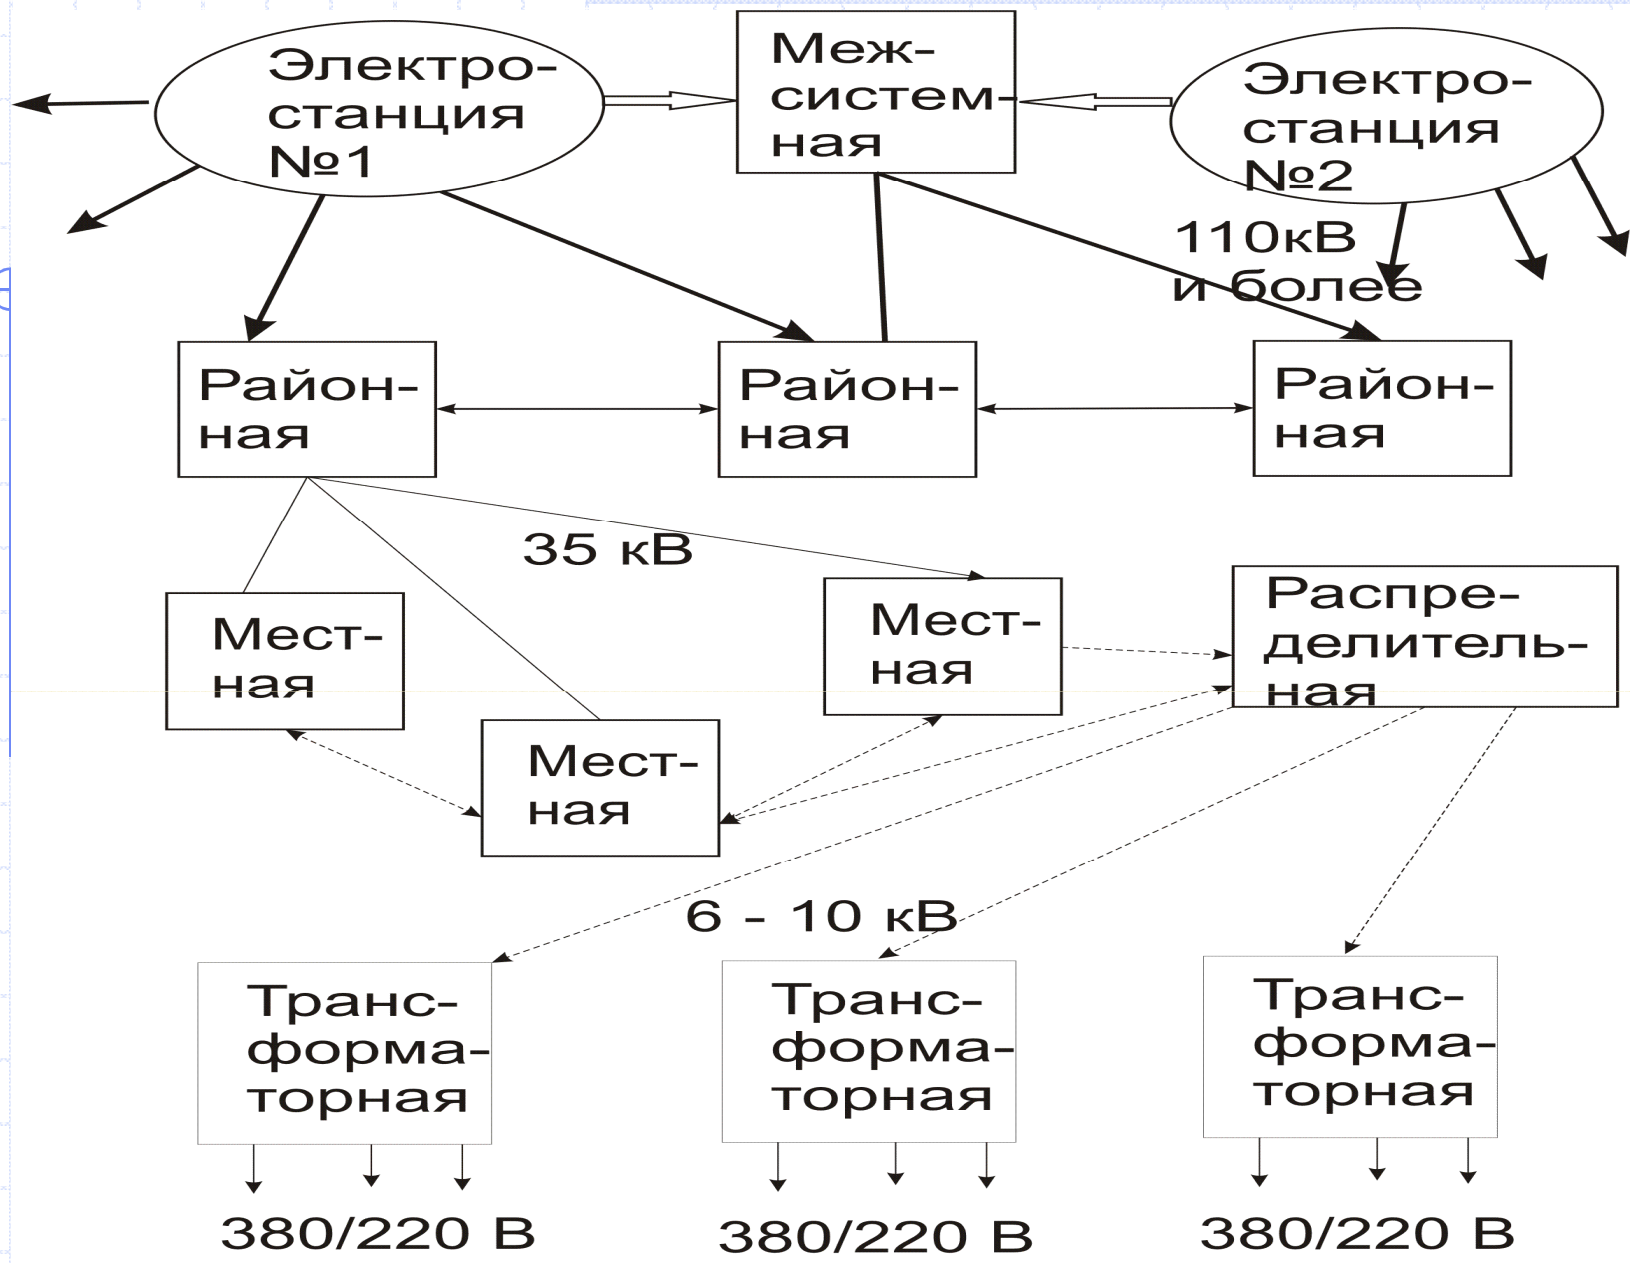 Электро-
станция
№1
Меж-
систем-
ная
Электро-
станция
№2
110кВ
и более
Район-
ная
Район-
ная
Район-
ная
35 кВ
Мест-
ная
Мест-
ная
Мест-
ная
Распре-
делитель-
ная
6 - 10 кВ
Транс-
форма-
торная
Транс-
форма-
торная
Транс-
форма-
торная
380/220 В
380/220 В
380/220 В